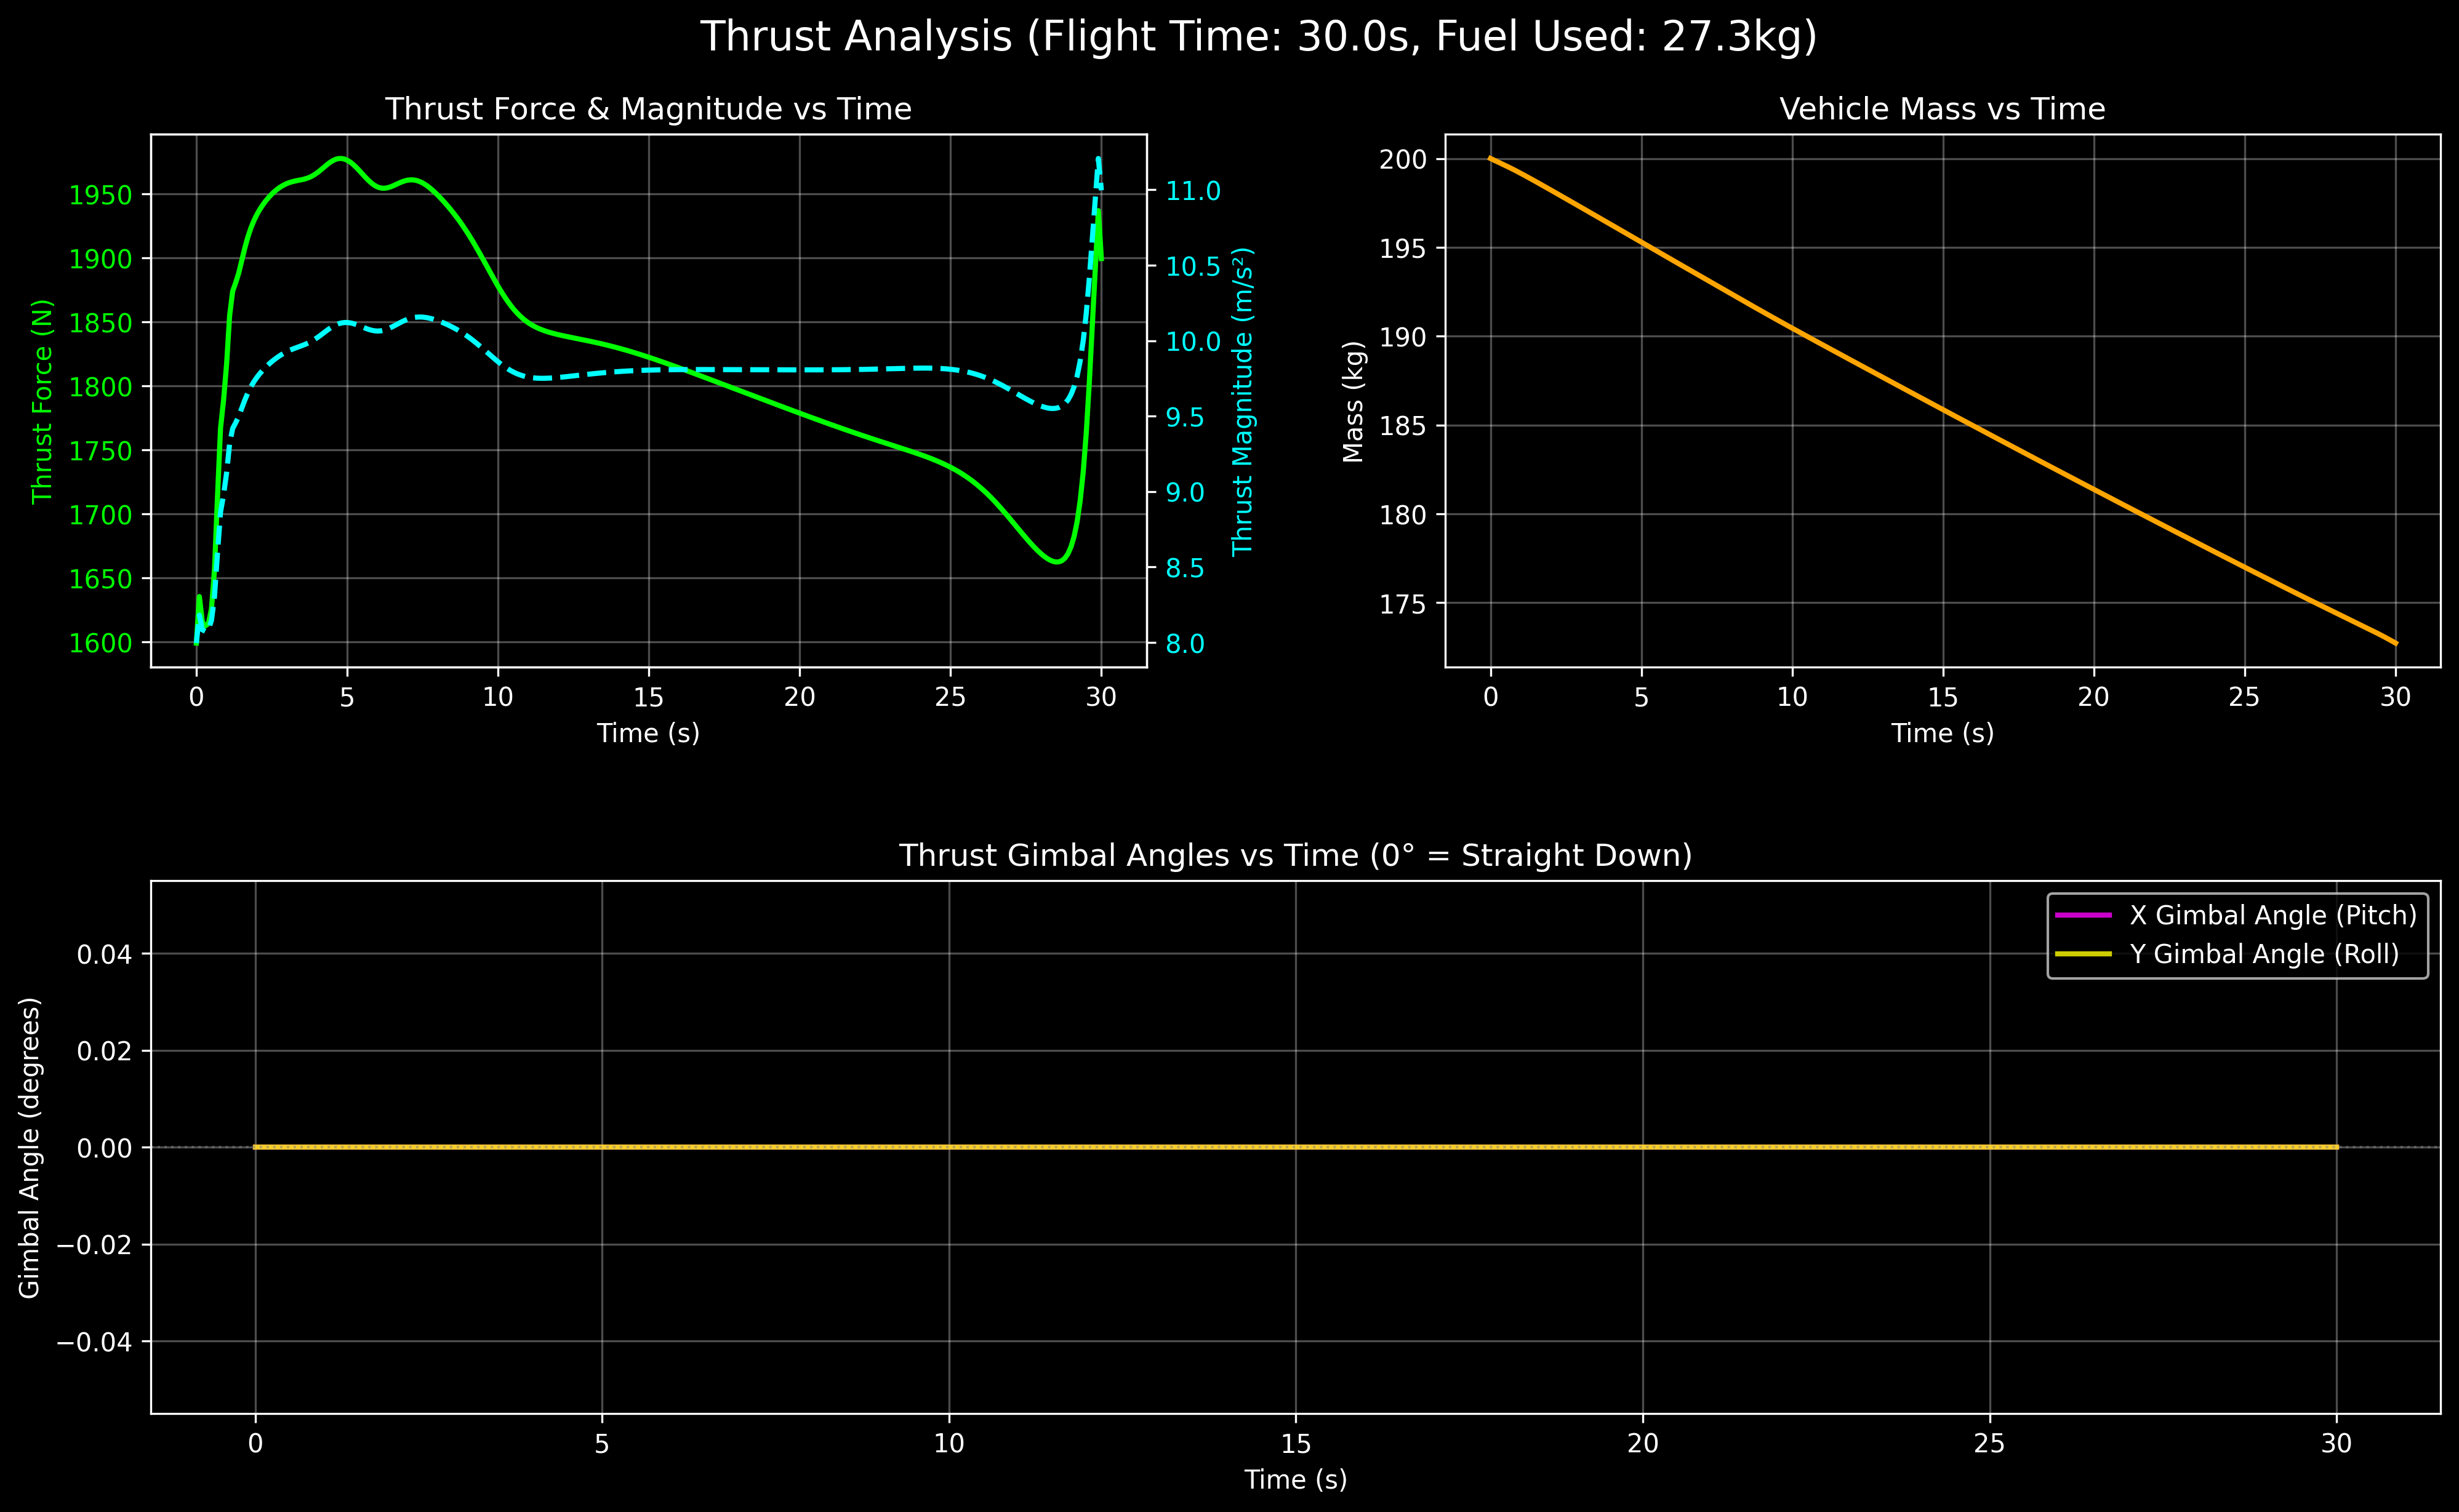 Thrust Analysis (Flight Time: 30.0s, Fuel Used: 27.3kg)
Thrust Force & Magnitude vs Time
Thrust Force (N)
1950
1900
1850
1800
1750
1700
1650
1600
11.0
10.5
10.0
9.5
9.0
8.5
8.0
Thrust Magnitude (m/s²)
0 5 10 15 20 25 30
Time (s)
Vehicle Mass vs Time
Mass (kg)
200
195
190
185
180
175
0 5 10 15 20 25 30
Time (s)
Thrust Gimbal Angles vs Time (0° = Straight Down)
Gimbal Angle (degrees)
0.04
0.02
0.00
−0.02
−0.04
X Gimbal Angle (Pitch)
Y Gimbal Angle (Roll)
0 5 10 15 20 25 30
Time (s)